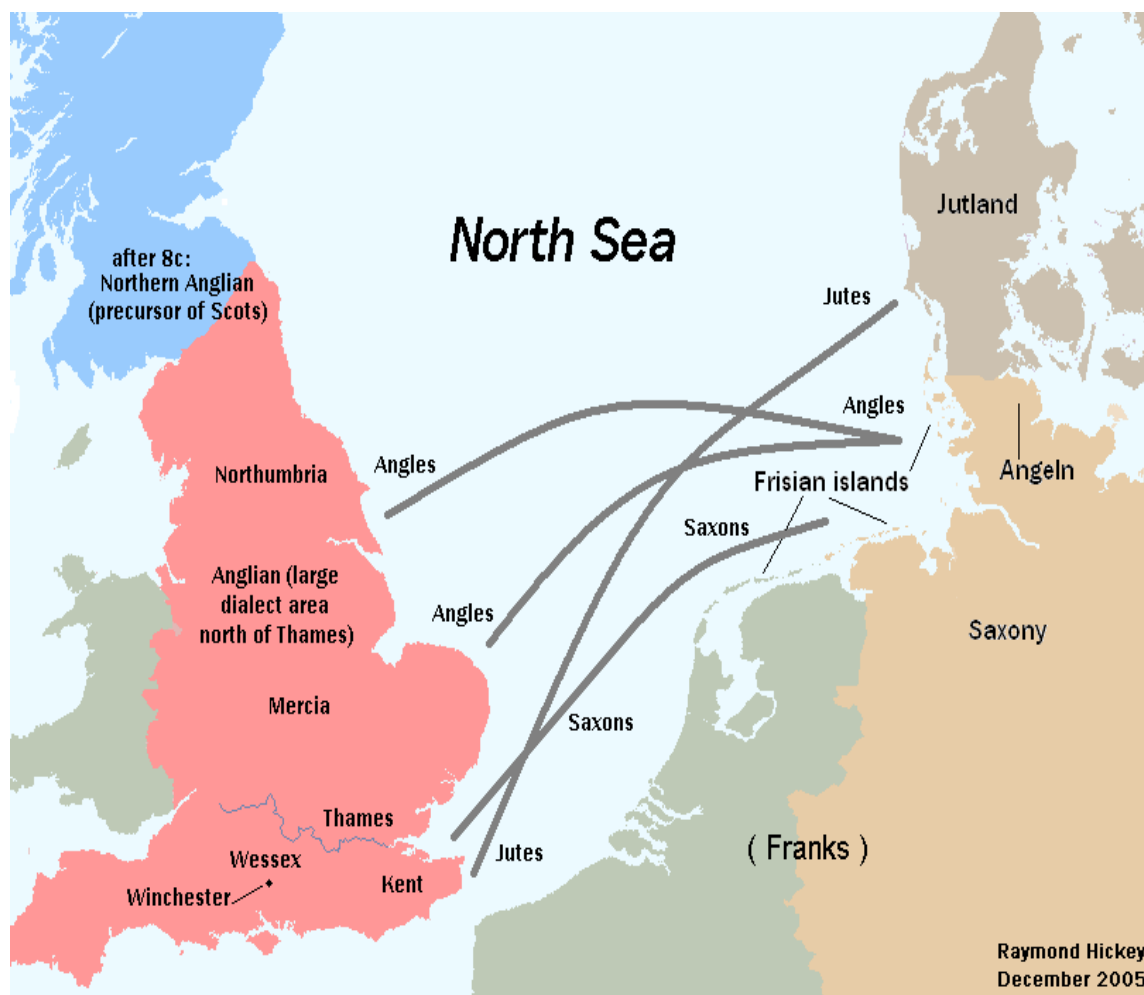 Jutland
North Sea
after 8c:
Northern Anglian
(precursor of Scots)
Jutes
Angles
Angles
Northumbria
Frisian islands
Angeln
Saxons
Anglian (large
dialect area
north of Thames)
Angles
Saxony
Mercia
Saxons
Thames
( Franks )
Jutes
Wessex
Kent
Winchester
Raymond Hickey
December 2005